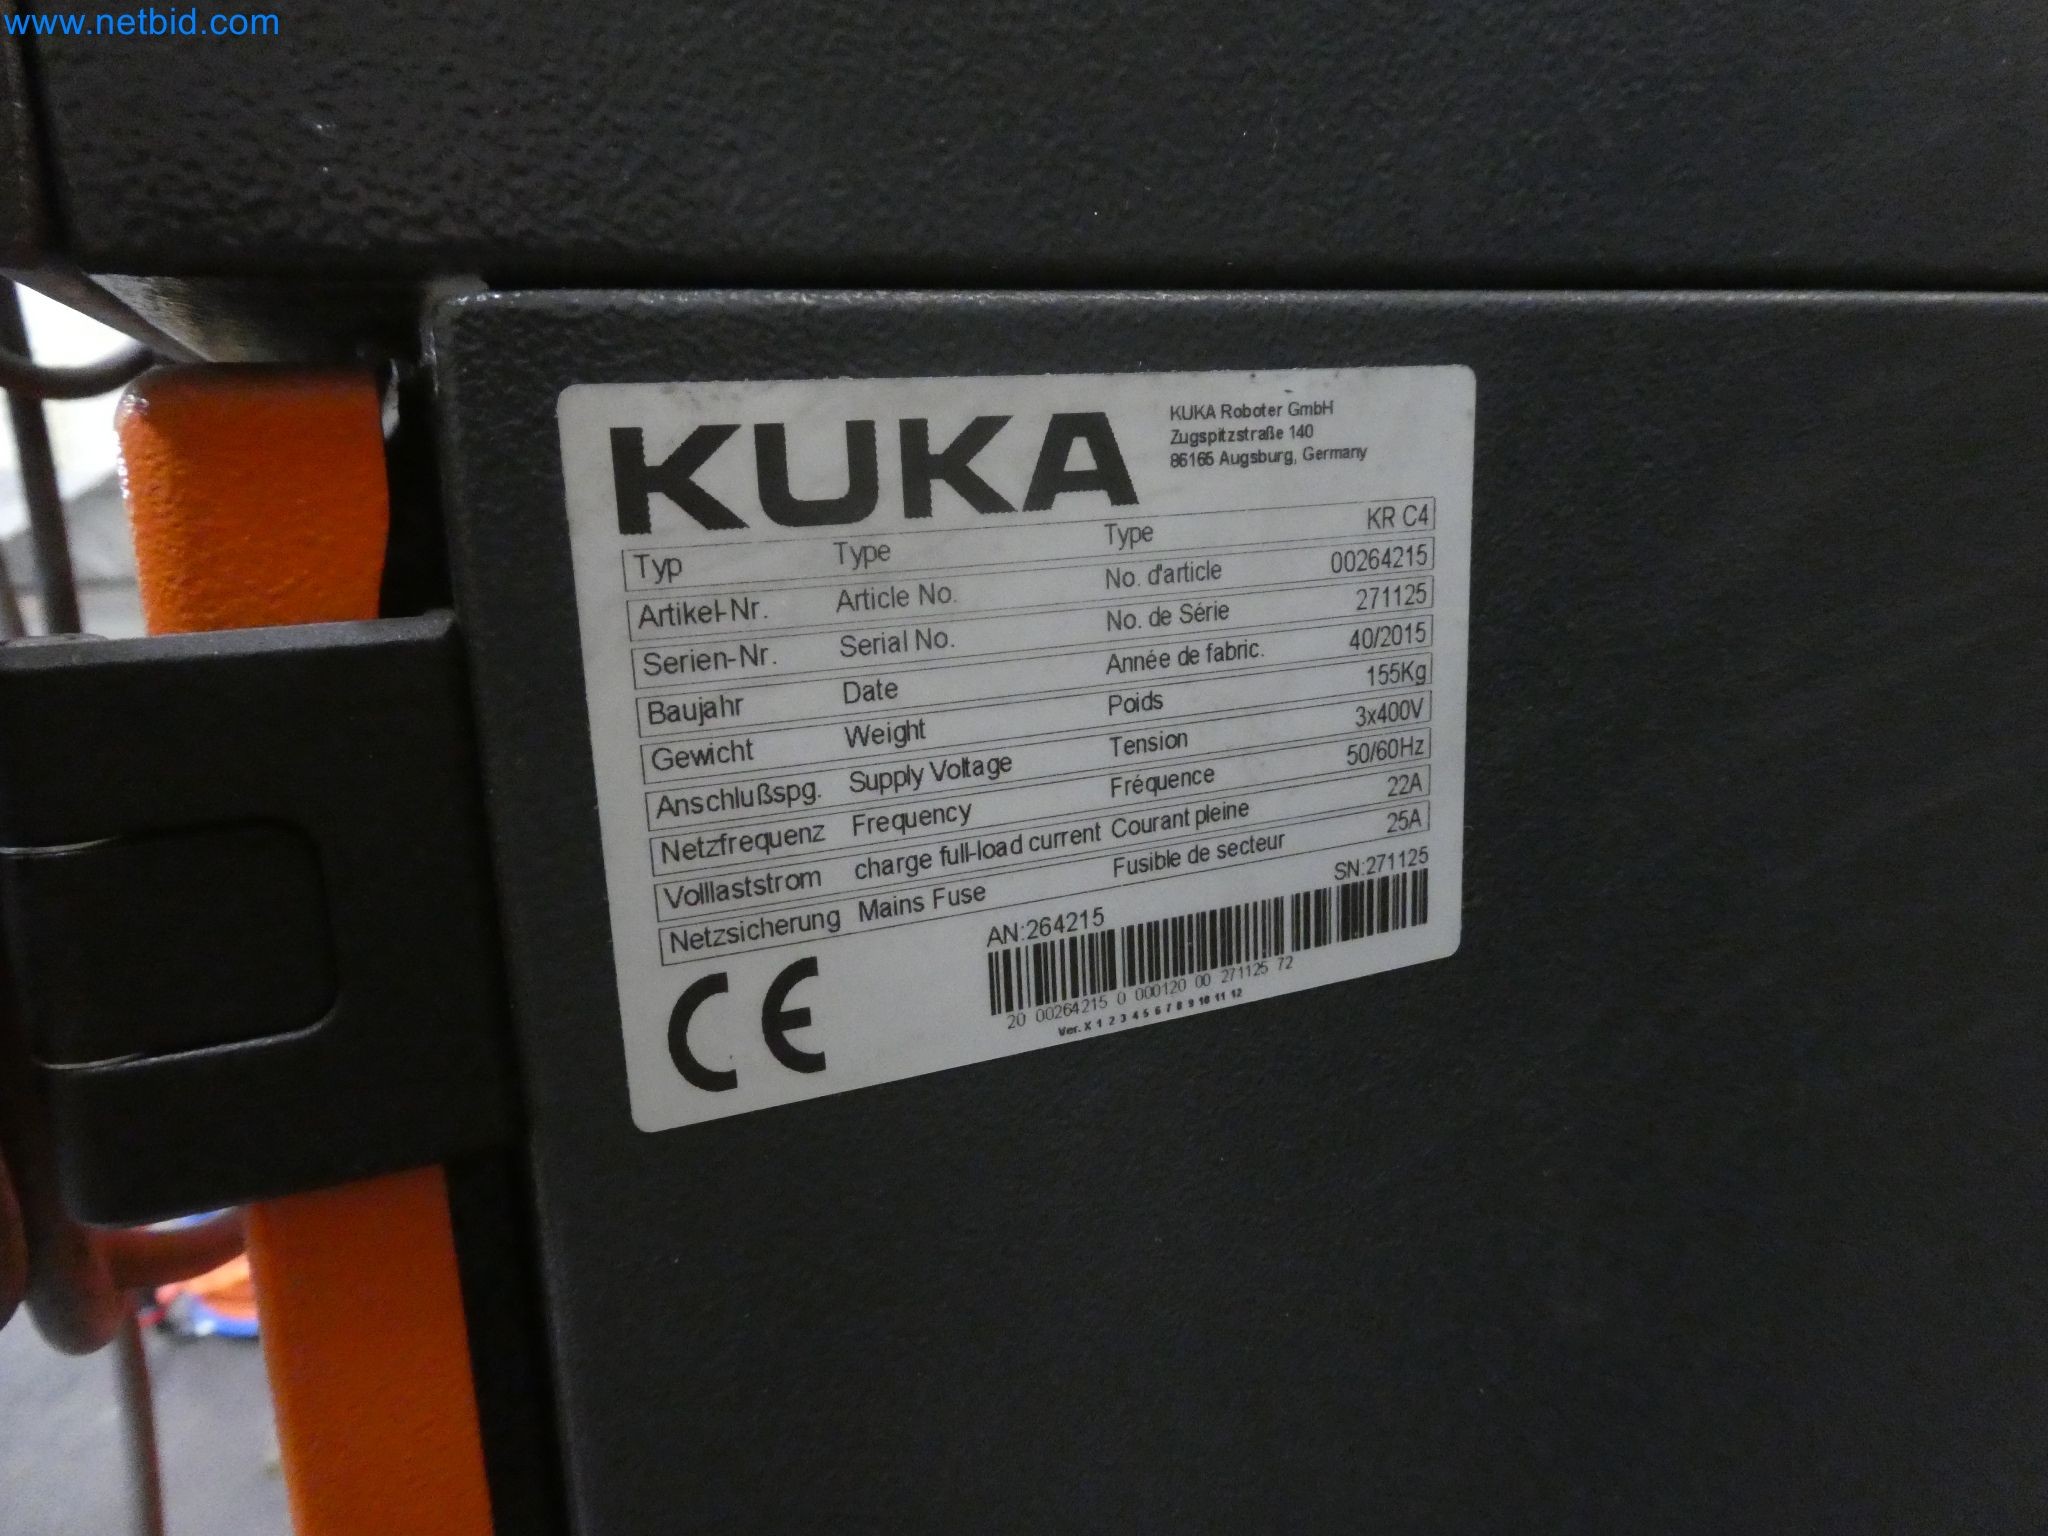 www.netbid.com
KUKA
KUKA Roboter GmbH
Zugspitzstraße 140
86165 Augsburg, Germany
Typ Type Type KR C4
Artikel-Nr. Article No. No. d'article 00264215
Serien-Nr. Serial No. No. de Série 271125
Baujahr Date Année de fabric. 40/2015
Gewicht Weight Poids 155Kg
Anschlußspg. Supply Voltage Tension 3x400V
Netzfrequenz Frequency Fréquence 50/60Hz
Volllaststrom charge full-load current Courant pleine 22A
Netzsicherung Mains Fuse Fusible de secteur 25A
CE
AN:264215 SN:271125
20 00264215 0 000120 00 271125 72
Ver. X 1 2 3 4 5 6 7 8 9 10 11 12